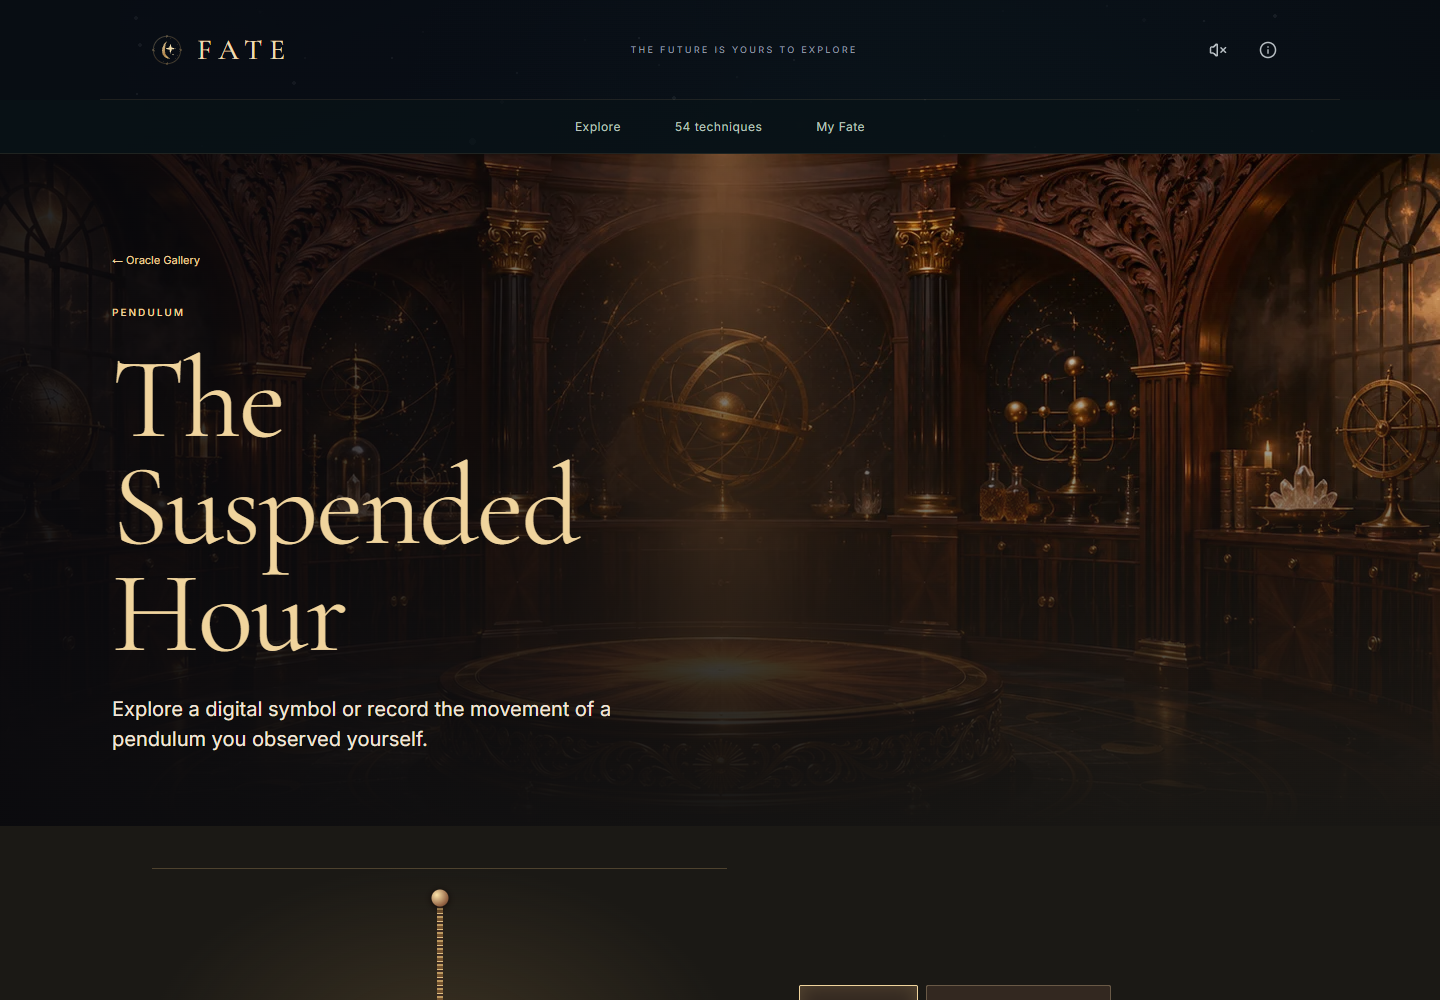 FATE
THE FUTURE IS YOURS TO EXPLORE
Explore
54 techniques
My Fate
← Oracle Gallery
PENDULUM
The
Suspended
Hour
Explore a digital symbol or record the movement of a
pendulum you observed yourself.